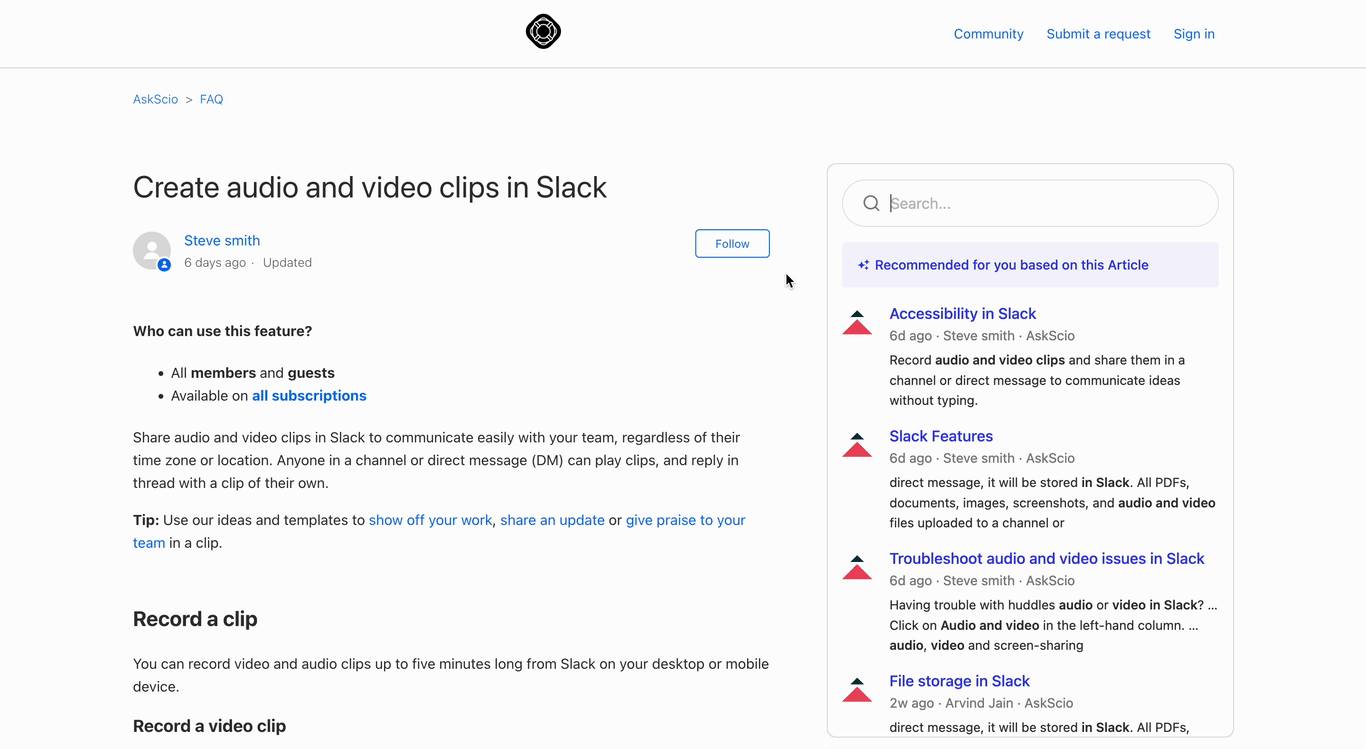 Community Submit a request Sign in
AskScio > FAQ
Create audio and video clips in Slack
Steve smith
6 days ago · Updated
Follow
Who can use this feature?
• All members and guests
• Available on all subscriptions
Share audio and video clips in Slack to communicate easily with your team, regardless of their
time zone or location. Anyone in a channel or direct message (DM) can play clips, and reply in
thread with a clip of their own.
Tip: Use our ideas and templates to show off your work, share an update or give praise to your
team in a clip.
Record a clip
You can record video and audio clips up to five minutes long from Slack on your desktop or mobile
device.
Record a video clip
Search...
Recommended for you based on this Article
Accessibility in Slack
6d ago · Steve smith · AskScio
Record audio and video clips and share them in a
channel or direct message to communicate ideas
without typing.
Slack Features
6d ago · Steve smith · AskScio
direct message, it will be stored in Slack. All PDFs,
documents, images, screenshots, and audio and video
files uploaded to a channel or
Troubleshoot audio and video issues in Slack
6d ago · Steve smith · AskScio
Having trouble with huddles audio or video in Slack? ...
Click on Audio and video in the left-hand column. ...
audio, video and screen-sharing
File storage in Slack
2w ago · Arvind Jain · AskScio
direct message, it will be stored in Slack. All PDFs,